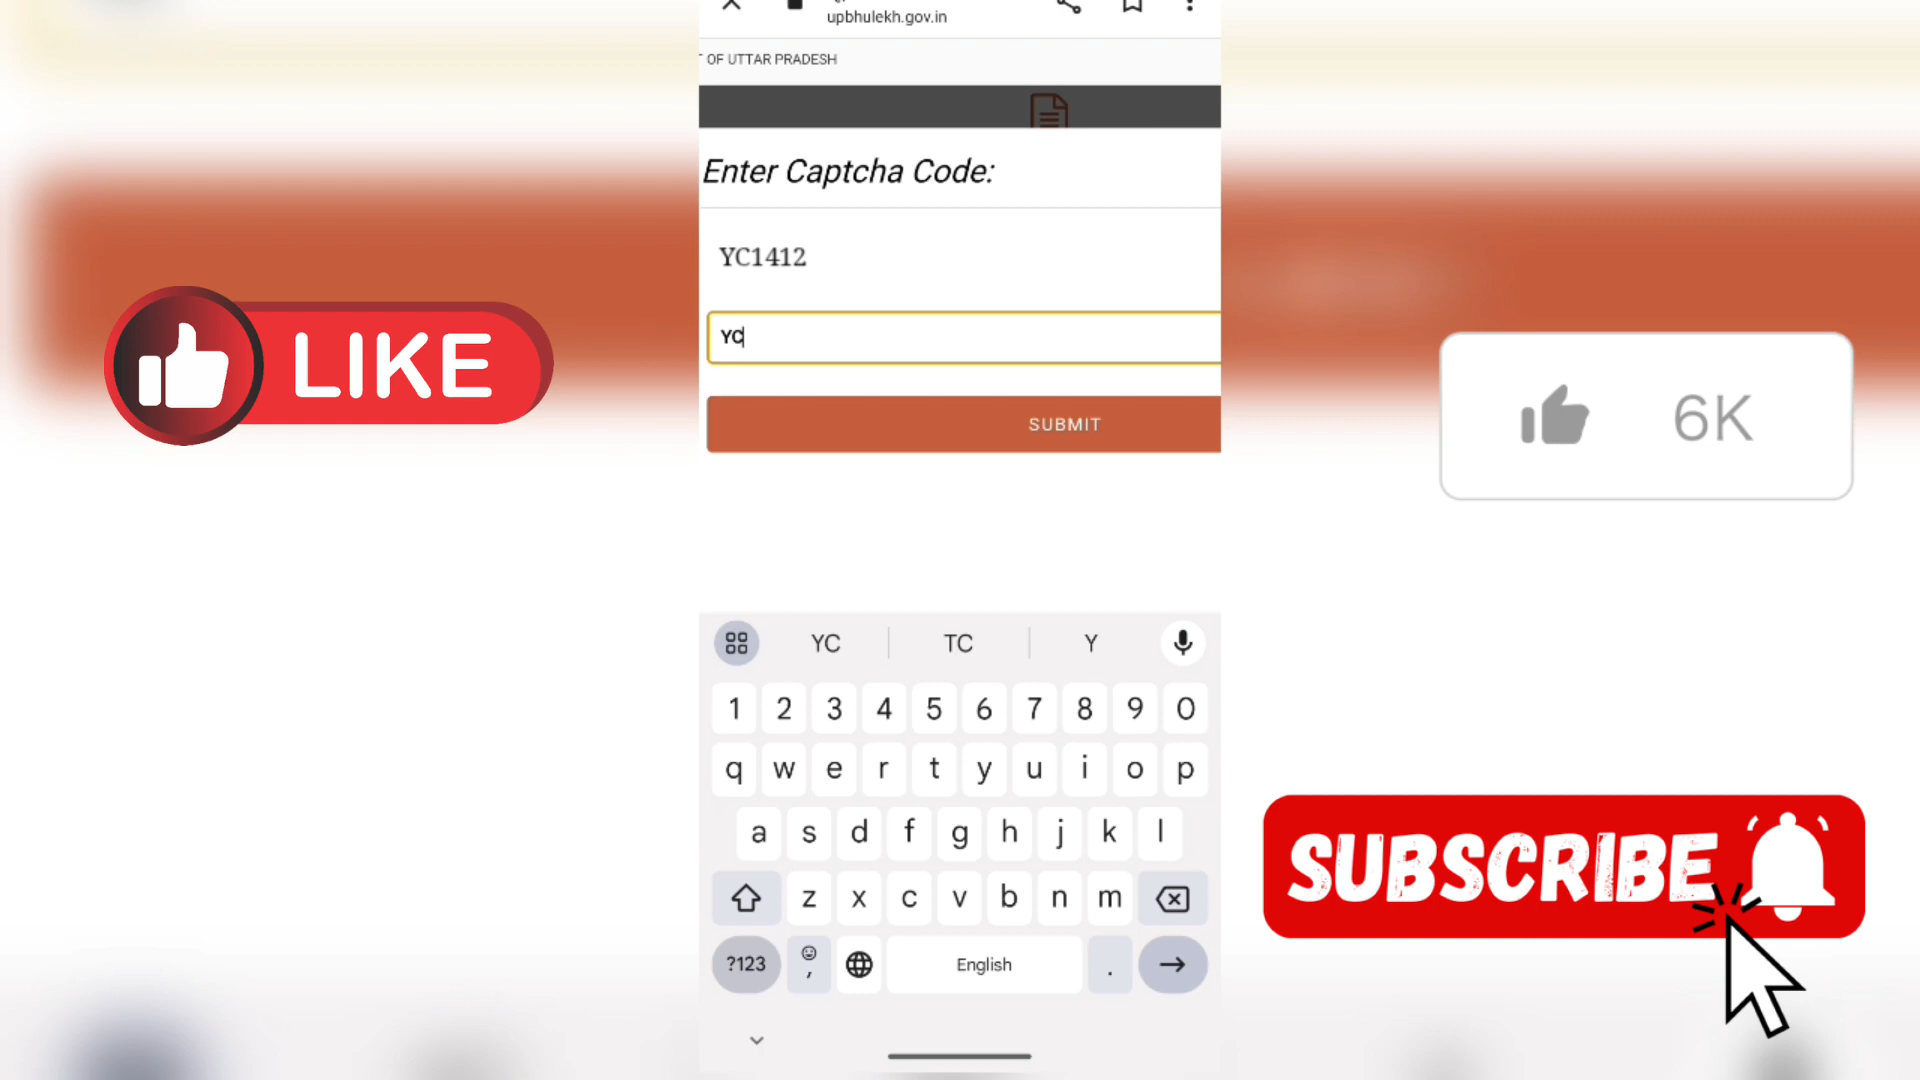 upbhulekh.gov.in
OF UTTAR PRADESH
Enter Captcha Code:
YC1412
YC
SUBMIT
LIKE
6K
YC TC Y
1 2 3 4 5 6 7 8 9 0
q w e r t y u i o p
a s d f g h j k l
z x c v b n m
?123 , English .
SUBSCRIBE